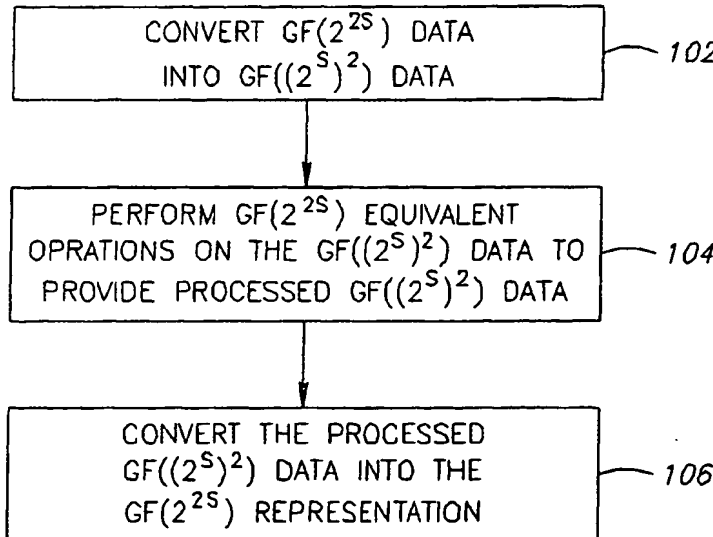 CONVERT GF(2^{2S}) DATA
INTO GF((2^S)^2) DATA
102
PERFORM GF(2^{2S}) EQUIVALENT
OPRATIONS ON THE GF((2^S)^2) DATA TO
PROVIDE PROCESSED GF((2^S)^2) DATA
104
CONVERT THE PROCESSED
GF((2^S)^2) DATA INTO THE
GF(2^{2S}) REPRESENTATION
106